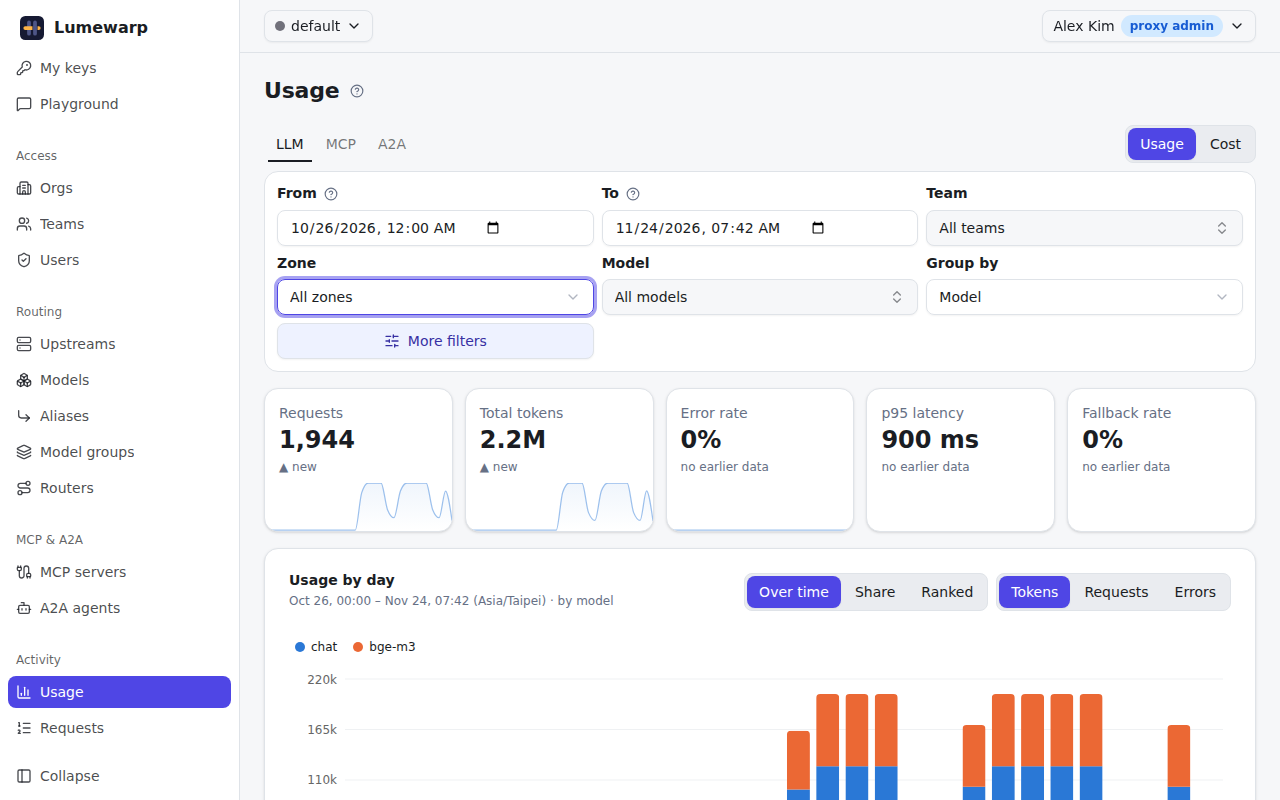 Lumewarp
default
Alex Kim proxy admin
My keys
Playground
Access
Orgs
Teams
Users
Routing
Upstreams
Models
Aliases
Model groups
Routers
MCP & A2A
MCP servers
A2A agents
Activity
Usage
Requests
Collapse
Usage
LLM MCP A2A
Usage Cost
From To Team
10/26/2026, 12:00 AM 11/24/2026, 07:42 AM All teams
Zone Model Group by
All zones All models Model
More filters
Requests
1,944
▲ new
Total tokens
2.2M
▲ new
Error rate
0%
no earlier data
p95 latency
900 ms
no earlier data
Fallback rate
0%
no earlier data
Usage by day
Oct 26, 00:00 – Nov 24, 07:42 (Asia/Taipei) · by model
Over time Share Ranked
Tokens Requests Errors
chat bge-m3
220k
165k
110k